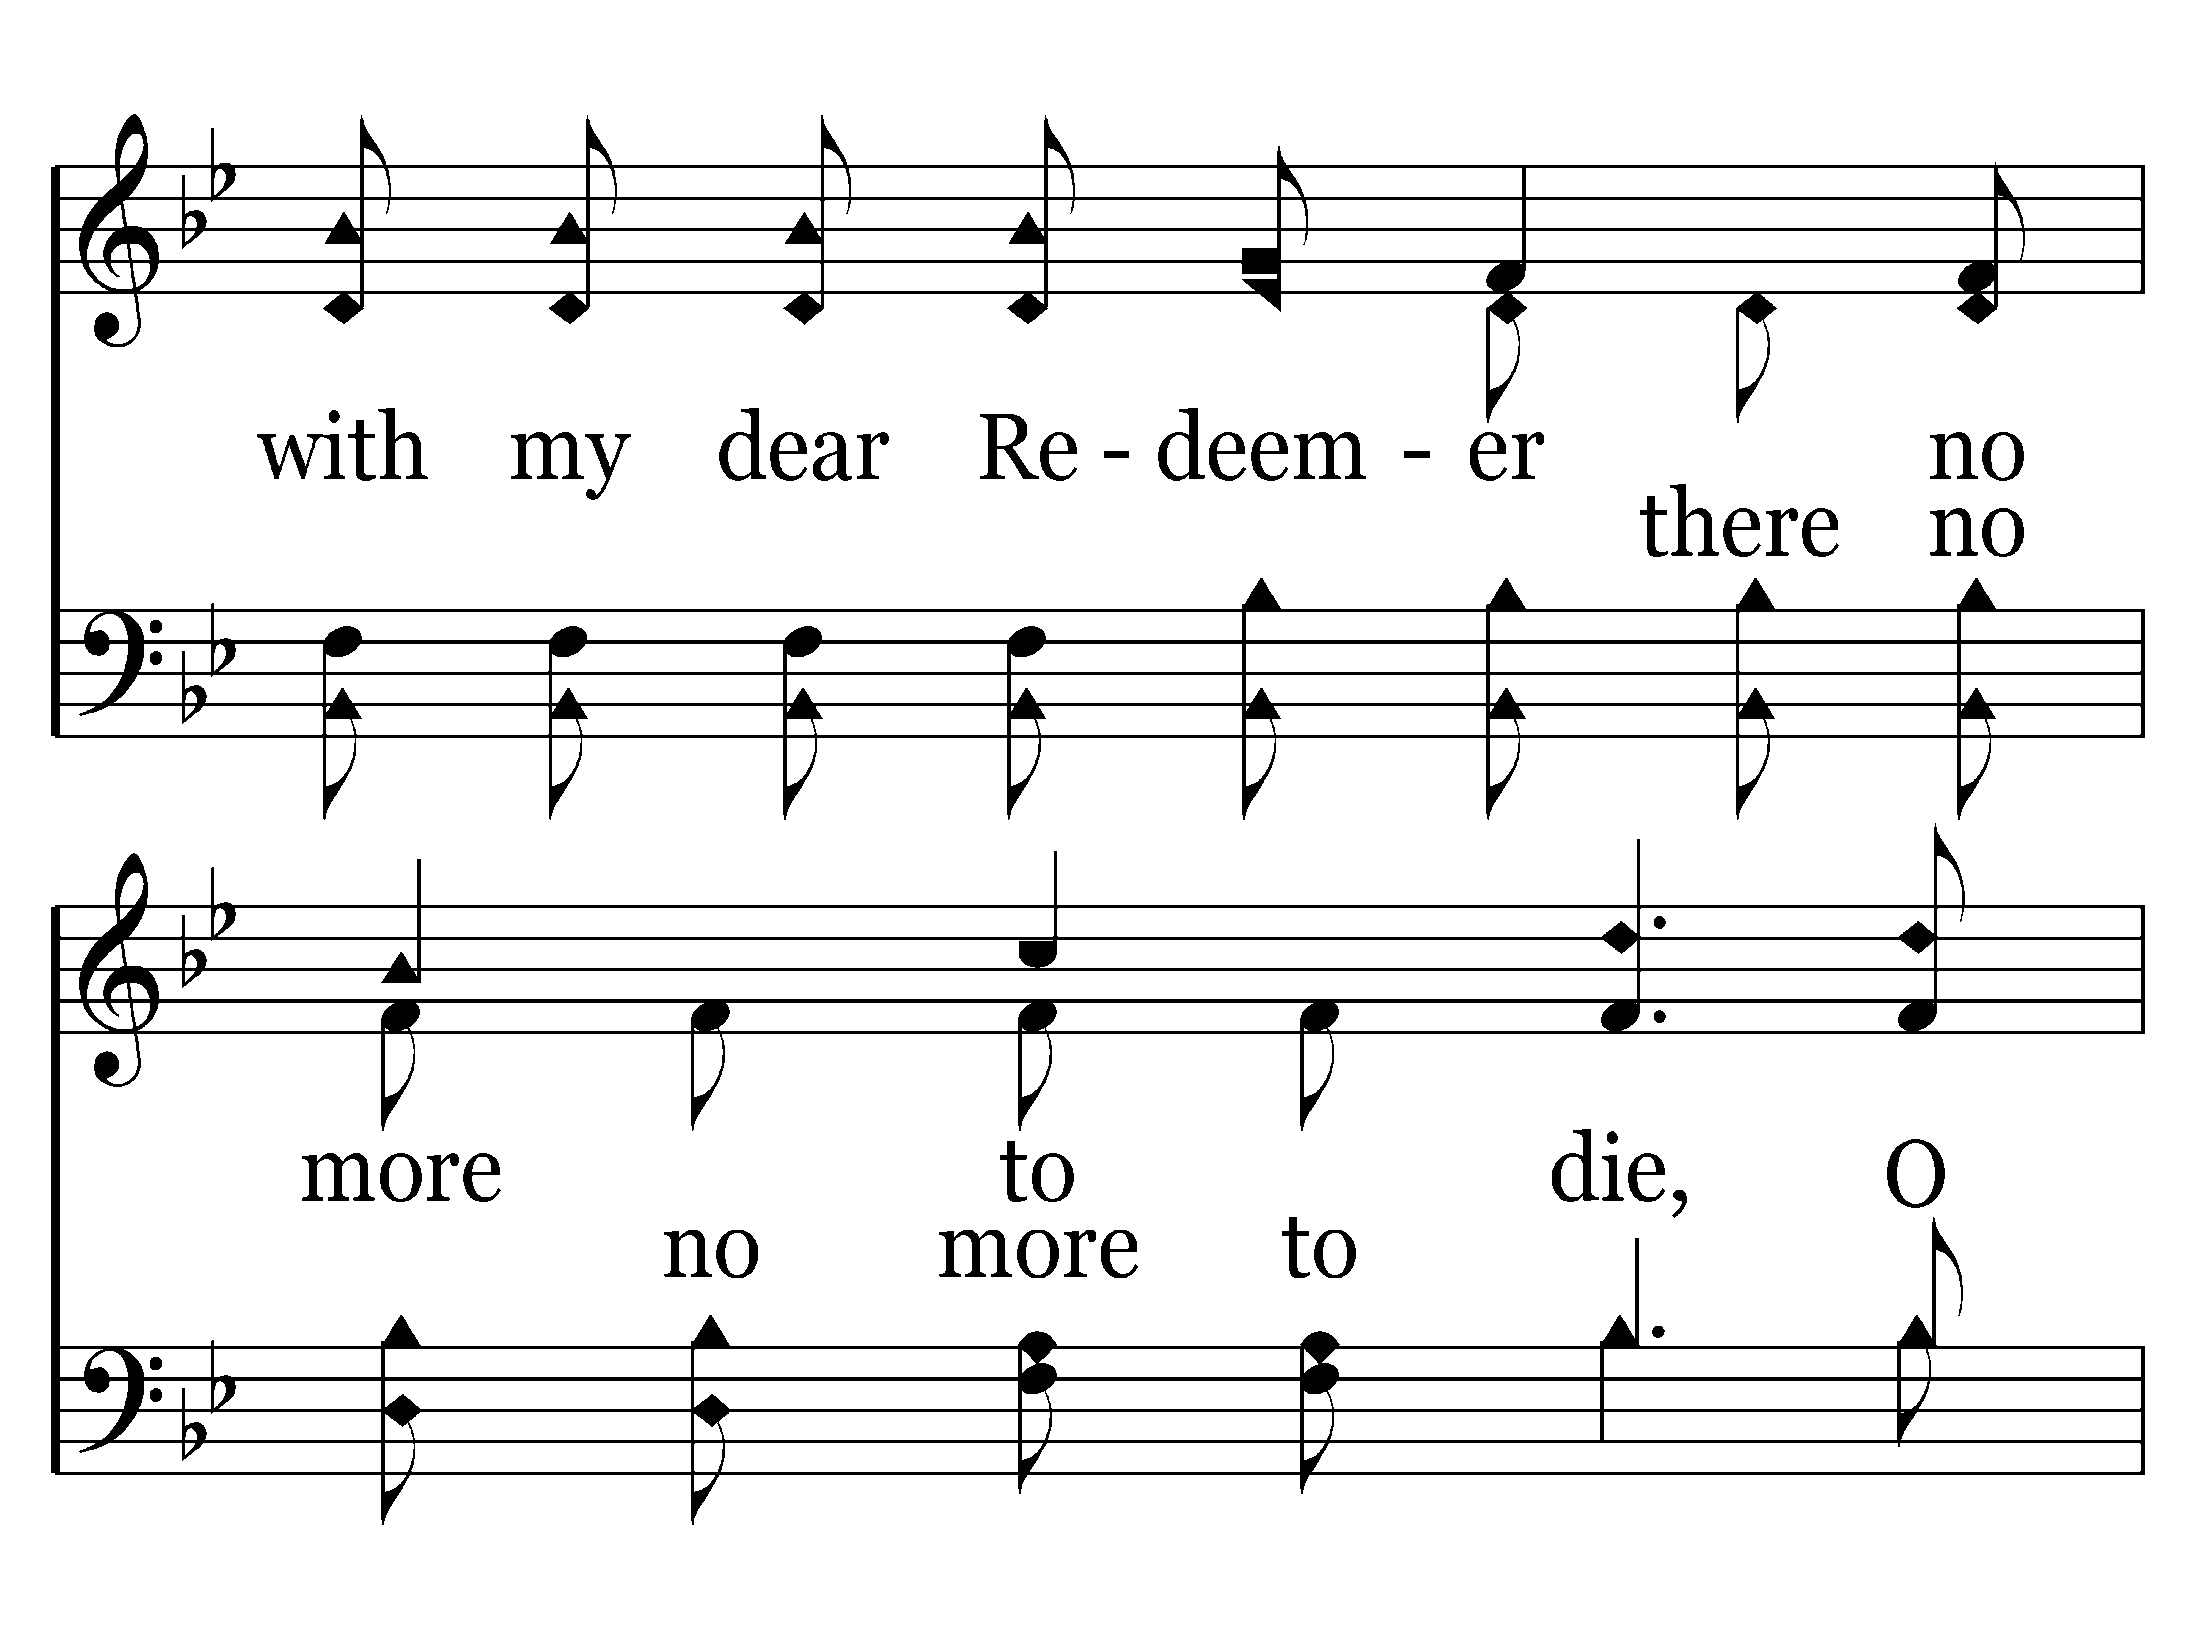 with my dear Re - deem - er no
there no
more to die, O
no more to